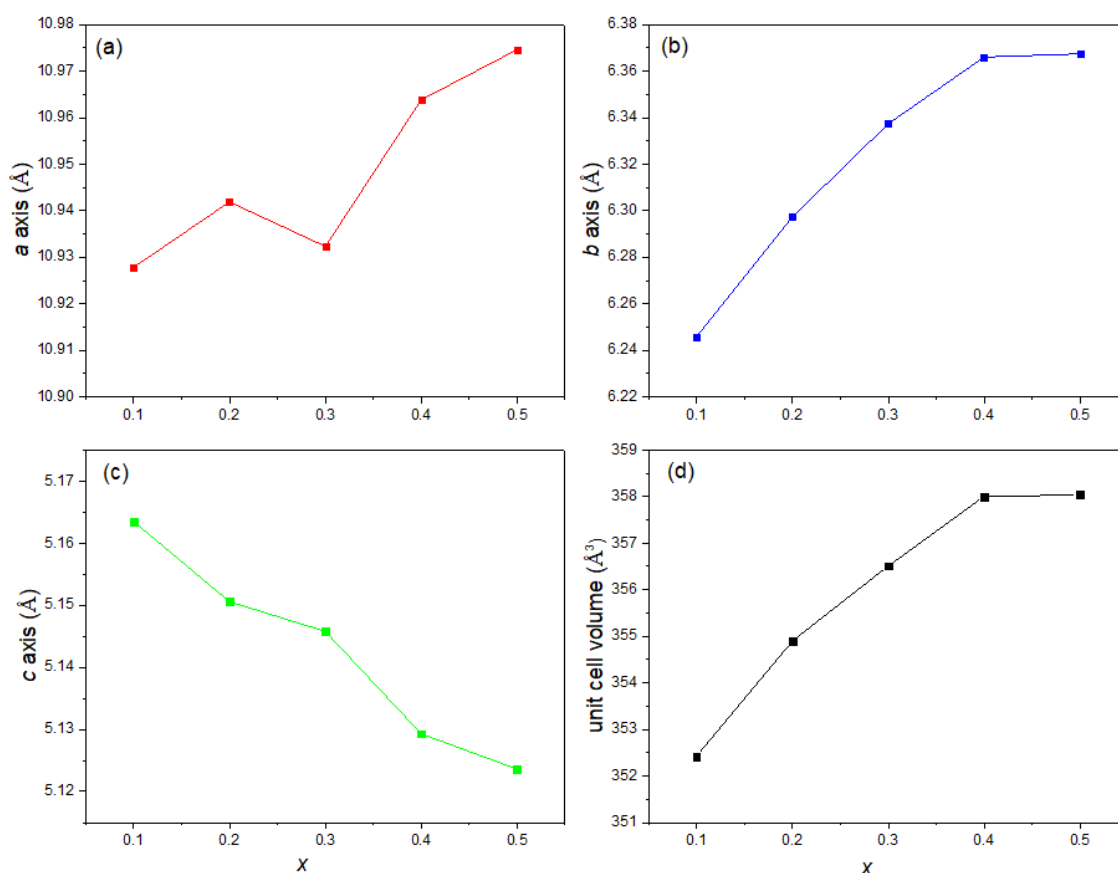 (a)
a axis (Å)
10.98
10.97
10.96
10.95
10.94
10.93
10.92
10.91
10.90
0.1 0.2 0.3 0.4 0.5
(b)
b axis (Å)
6.38
6.36
6.34
6.32
6.30
6.28
6.26
6.24
6.22
0.1 0.2 0.3 0.4 0.5
(c)
c axis (Å)
5.17
5.16
5.15
5.14
5.13
5.12
0.1 0.2 0.3 0.4 0.5
x
(d)
unit cell volume (Å³)
359
358
357
356
355
354
353
352
351
0.1 0.2 0.3 0.4 0.5
x